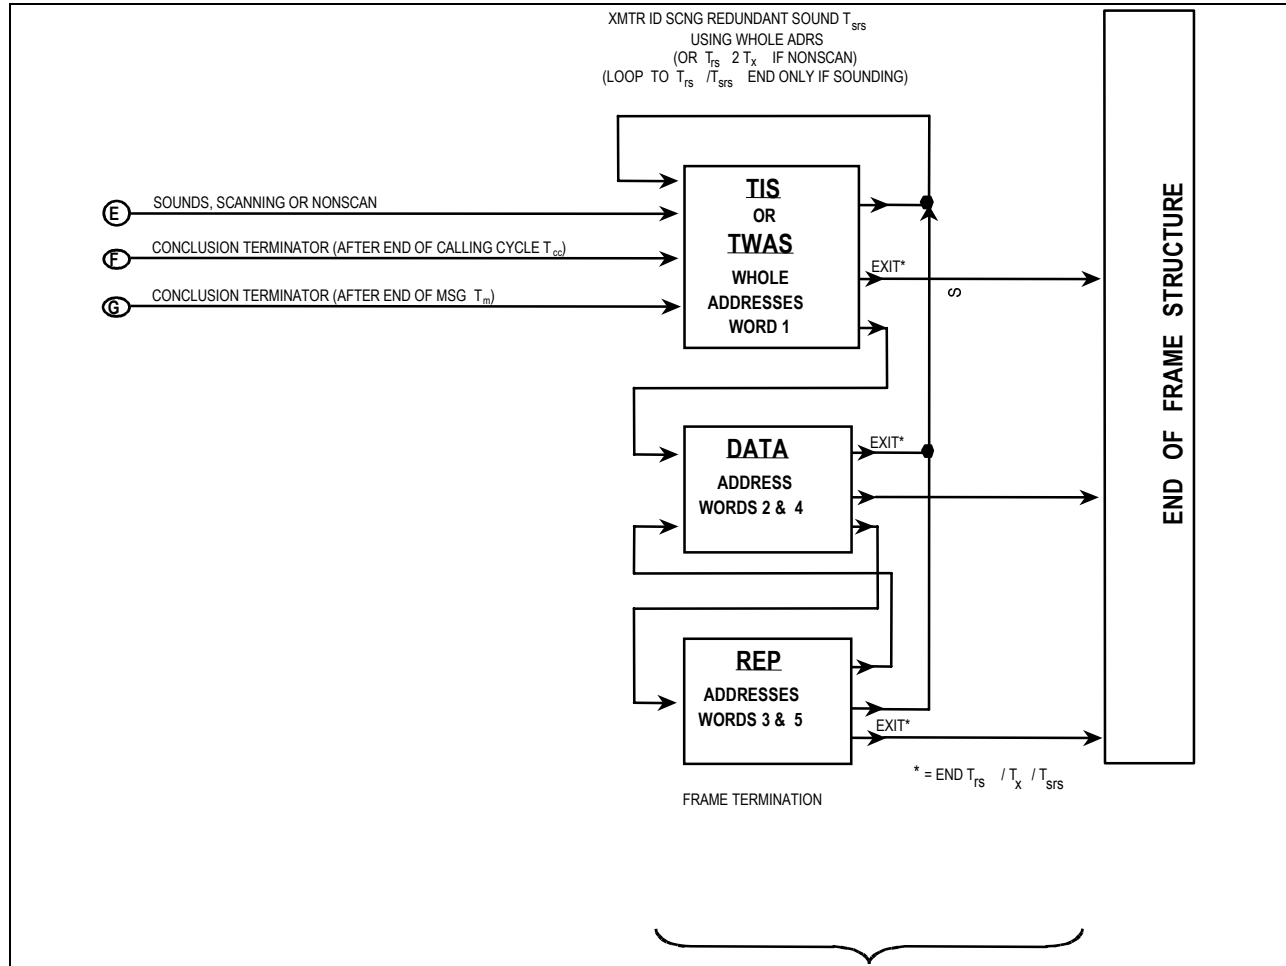 XMTR ID SCNG REDUNDANT SOUND Tsrs
USING WHOLE ADRS
(OR Trs 2 Tx IF NONSCAN)
(LOOP TO Trs /Tsrs END ONLY IF SOUNDING)
E
SOUNDS, SCANNING OR NONSCAN
F
CONCLUSION TERMINATOR (AFTER END OF CALLING CYCLE Tcc)
G
CONCLUSION TERMINATOR (AFTER END OF MSG Tm)
TIS
OR
TWAS
WHOLE
ADDRESSES
WORD 1
EXIT*
S
DATA
ADDRESS
WORDS 2 & 4
EXIT*
REP
ADDRESSES
WORDS 3 & 5
EXIT*
* = END Trs / Tx / Tsrs
FRAME TERMINATION
END OF FRAME STRUCTURE